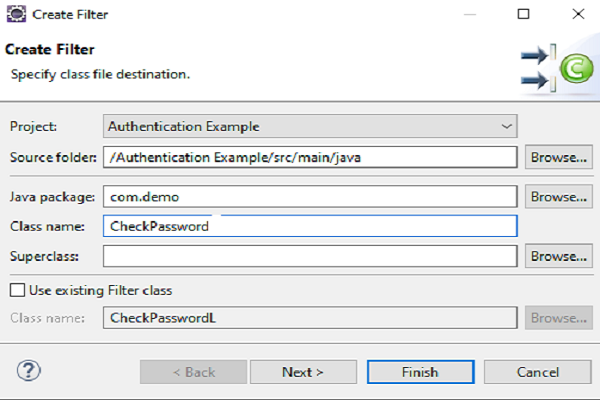 Create Filter
Create Filter
Specify class file destination.
Project: Authentication Example
Source folder: /Authentication Example/src/main/java Browse...
Java package: com.demo Browse...
Class name: CheckPassword
Superclass: Browse...
Use existing Filter class
Class name: CheckPasswordL Browse...
? < Back Next > Finish Cancel